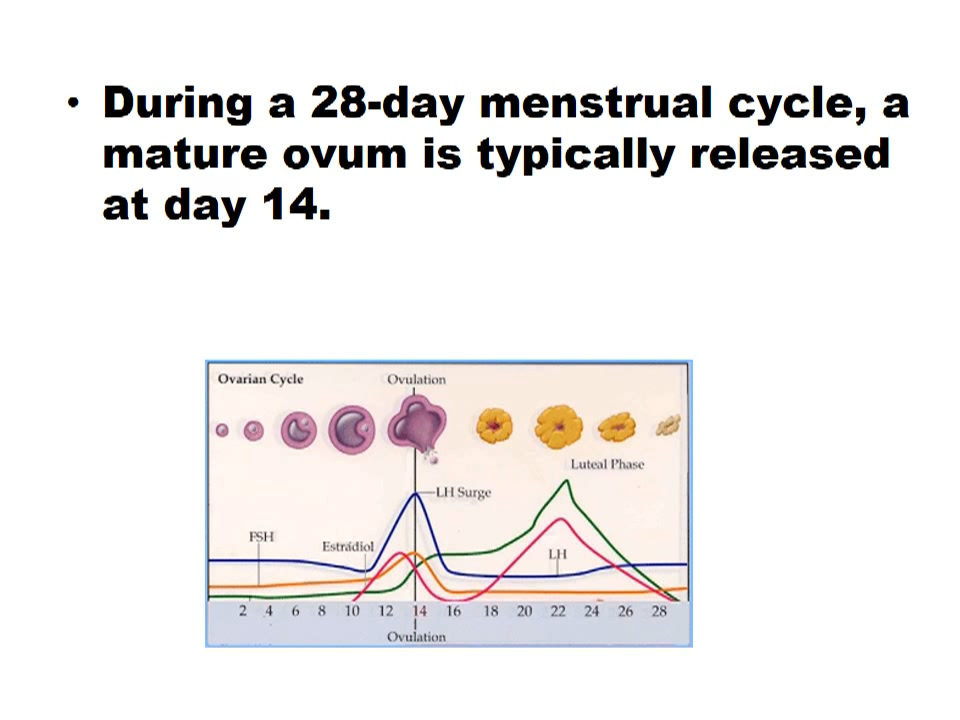 • During a 28-day menstrual cycle, a
mature ovum is typically released
at day 14.
Ovarian Cycle
Ovulation
Luteal Phase
LH Surge
FSH
Estradiol
LH
2 4 6 8 10 12 14 16 18 20 22 24 26 28
Ovulation